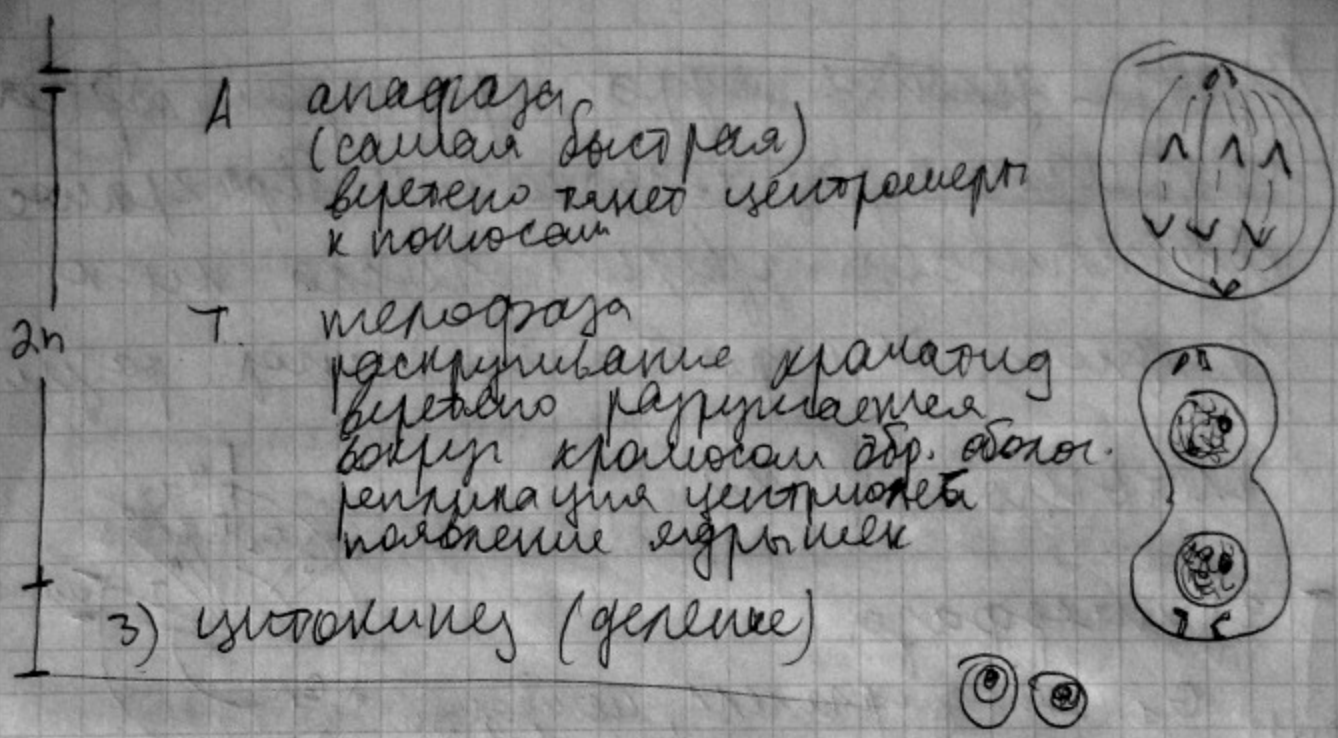 А анафаза
(самая быстрая)
веретено тянет центромеры
к полюсам
2n
Т. телофаза
раскручивание хроматид
веретено разрушается
вокруг хромосом обр. оболоч.
репликация центриолей
появление ядрышек
3) цитокинез (деление)